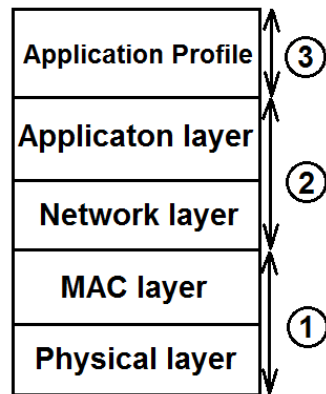 Application Profile
3
Applicaton layer
2
Network layer
MAC layer
1
Physical layer